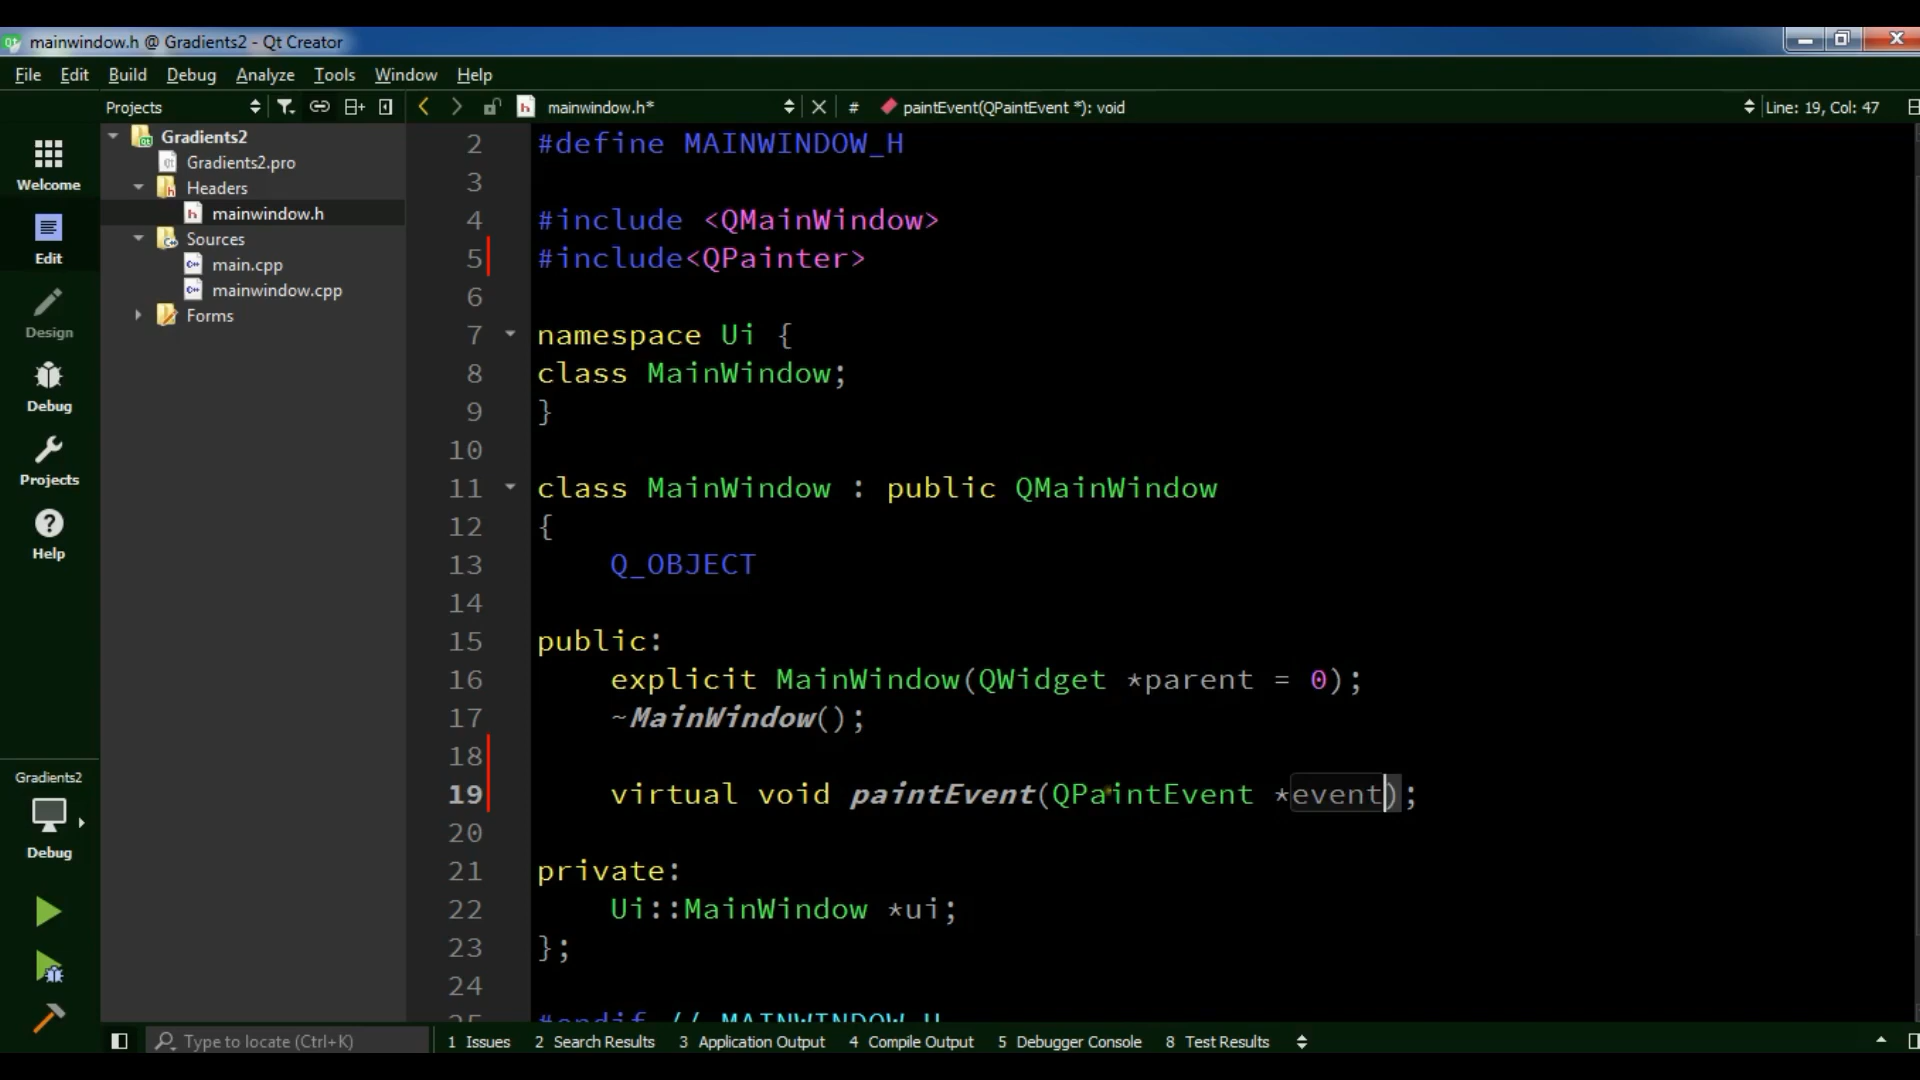 mainwindow.h @ Gradients2 - Qt Creator
File Edit Build Debug Analyze Tools Window Help
Projects mainwindow.h* # paintEvent(QPaintEvent *): void Line: 19, Col: 47
Welcome
Edit
Design
Debug
Projects
Help
Gradients2
Debug
Gradients2
Gradients2.pro
Headers
mainwindow.h
Sources
main.cpp
mainwindow.cpp
Forms
2 #define MAINWINDOW_H
3
4 #include <QMainWindow>
5 #include<QPainter>
6
7 namespace Ui {
8 class MainWindow;
9 }
10
11 class MainWindow : public QMainWindow
12 {
13 Q_OBJECT
14
15 public:
16 explicit MainWindow(QWidget *parent = 0);
17 ~MainWindow();
18
19 virtual void paintEvent(QPaintEvent *event);
20
21 private:
22 Ui::MainWindow *ui;
23 };
24
25 #endif // MAINWINDOW_H
Type to locate (Ctrl+K) 1 Issues 2 Search Results 3 Application Output 4 Compile Output 5 Debugger Console 8 Test Results